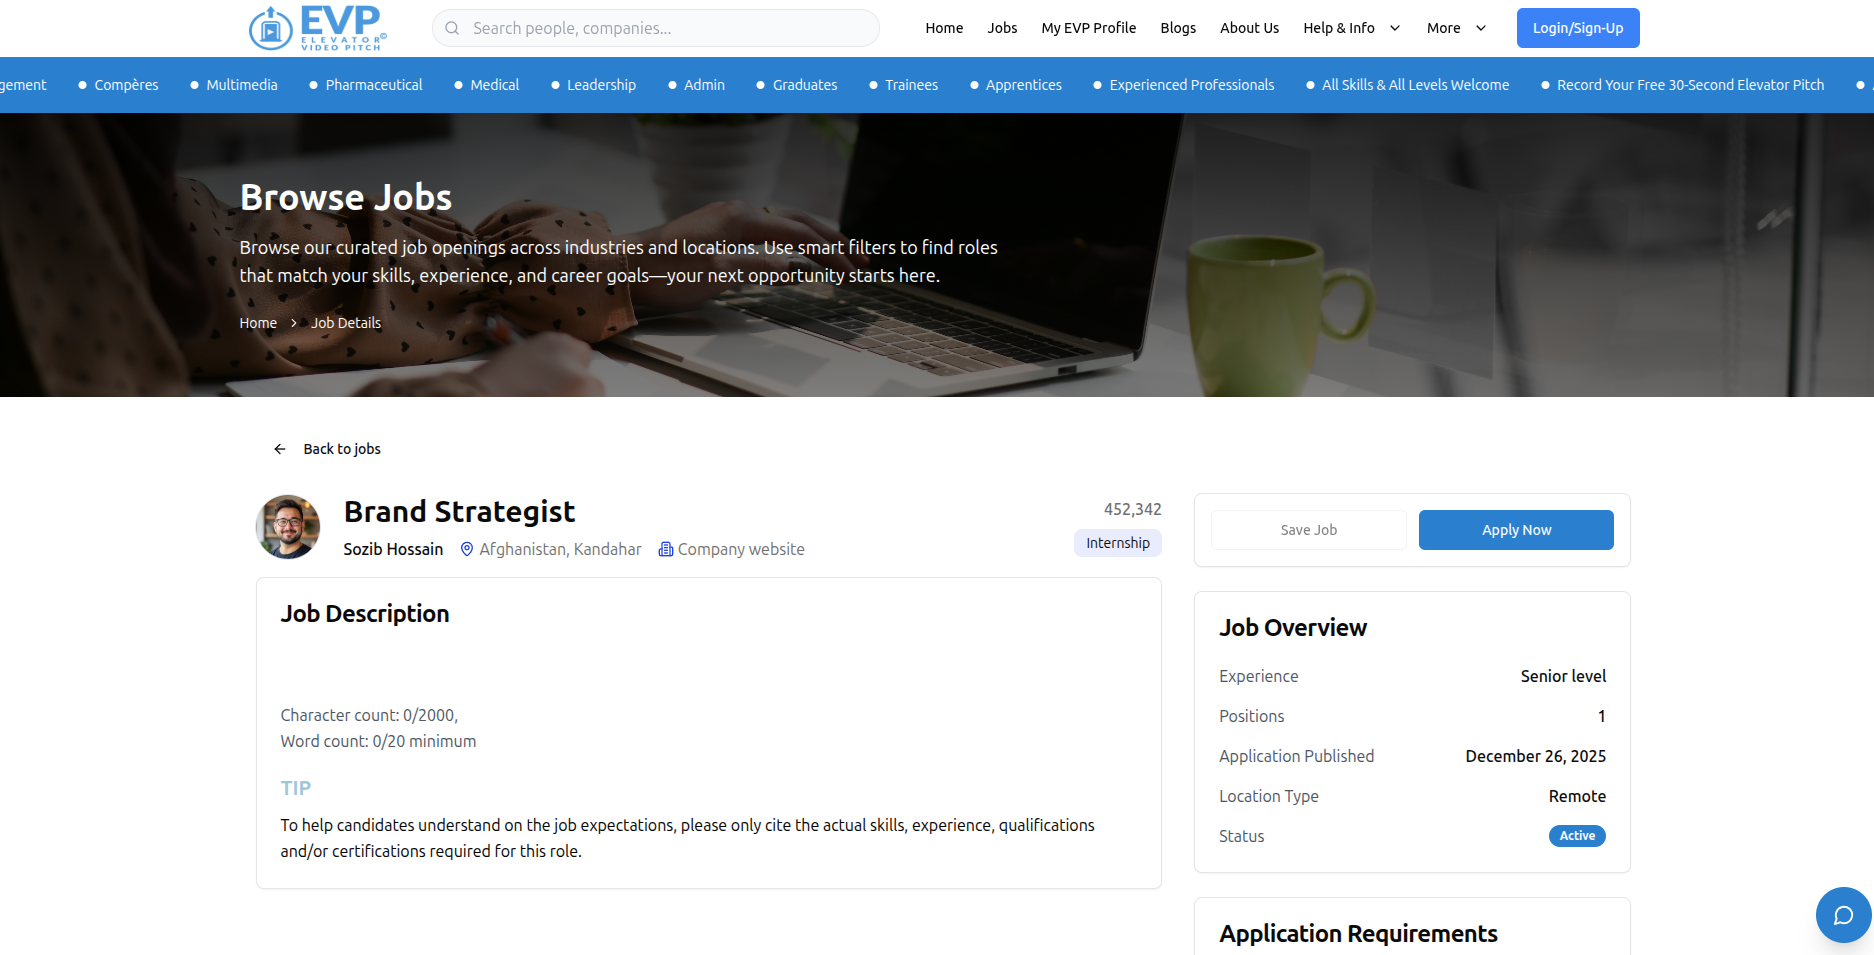 EVP
ELEVATOR
VIDEO PITCH
Search people, companies...
Home
Jobs
My EVP Profile
Blogs
About Us
Help & Info
More
Login/Sign-Up
gement
Compères
Multimedia
Pharmaceutical
Medical
Leadership
Admin
Graduates
Trainees
Apprentices
Experienced Professionals
All Skills & All Levels Welcome
Record Your Free 30-Second Elevator Pitch
Browse Jobs
Browse our curated job openings across industries and locations. Use smart filters to find roles
that match your skills, experience, and career goals—your next opportunity starts here.
Home > Job Details
Back to jobs
Brand Strategist
Sozib Hossain
Afghanistan, Kandahar
Company website
452,342
Internship
Job Description
Character count: 0/2000,
Word count: 0/20 minimum
TIP
To help candidates understand on the job expectations, please only cite the actual skills, experience, qualifications
and/or certifications required for this role.
Save Job
Apply Now
Job Overview
Experience Senior level
Positions 1
Application Published December 26, 2025
Location Type Remote
Status Active
Application Requirements